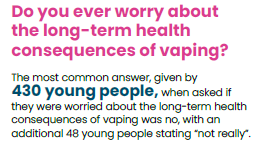 Do you ever worry about
the long-term health
consequences of vaping?
The most common answer, given by
430 young people, when asked if
they were worried about the long-term health
consequences of vaping was no, with an
additional 48 young people stating “not really”.